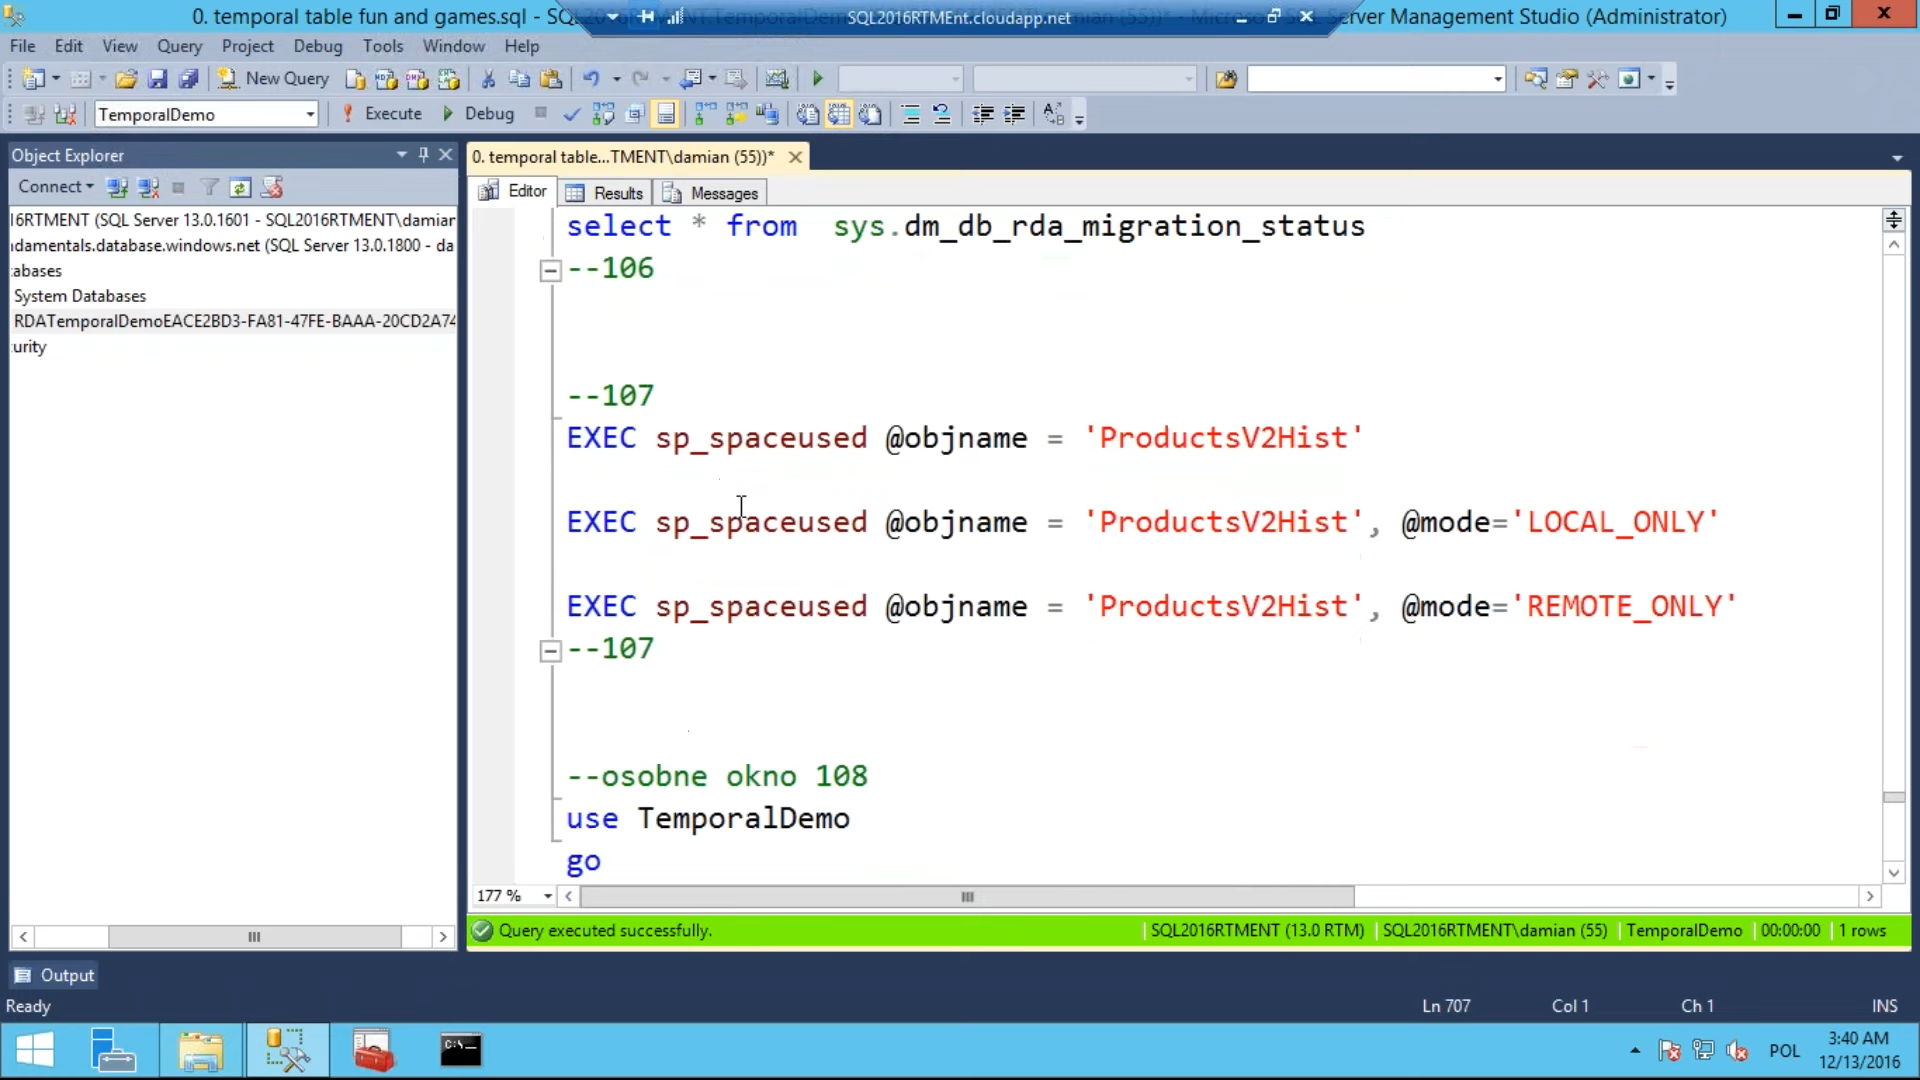 0. temporal table fun and games.sql - SQ
SQL2016RTMEnt.cloudapp.net
Server Management Studio (Administrator)
File Edit View Query Project Debug Tools Window Help
New Query
TemporalDemo Execute Debug
Object Explorer
0. temporal table...TMENT\damian (55))*
Connect
Editor Results Messages
l6RTMENT (SQL Server 13.0.1601 - SQL2016RTMENT\damian
ndamentals.database.windows.net (SQL Server 13.0.1800 - da
abases
System Databases
RDATemporalDemoEACE2BD3-FA81-47FE-BAAA-20CD2A74
urity
select * from sys.dm_db_rda_migration_status
--106
--107
EXEC sp_spaceused @objname = 'ProductsV2Hist'
EXEC sp_spaceused @objname = 'ProductsV2Hist', @mode='LOCAL_ONLY'
EXEC sp_spaceused @objname = 'ProductsV2Hist', @mode='REMOTE_ONLY'
--107
--osobne okno 108
use TemporalDemo
go
177 %
Query executed successfully. SQL2016RTMENT (13.0 RTM) SQL2016RTMENT\damian (55) TemporalDemo 00:00:00 1 rows
Output
Ready Ln 707 Col 1 Ch 1 INS
C:\_
POL
3:40 AM
12/13/2016